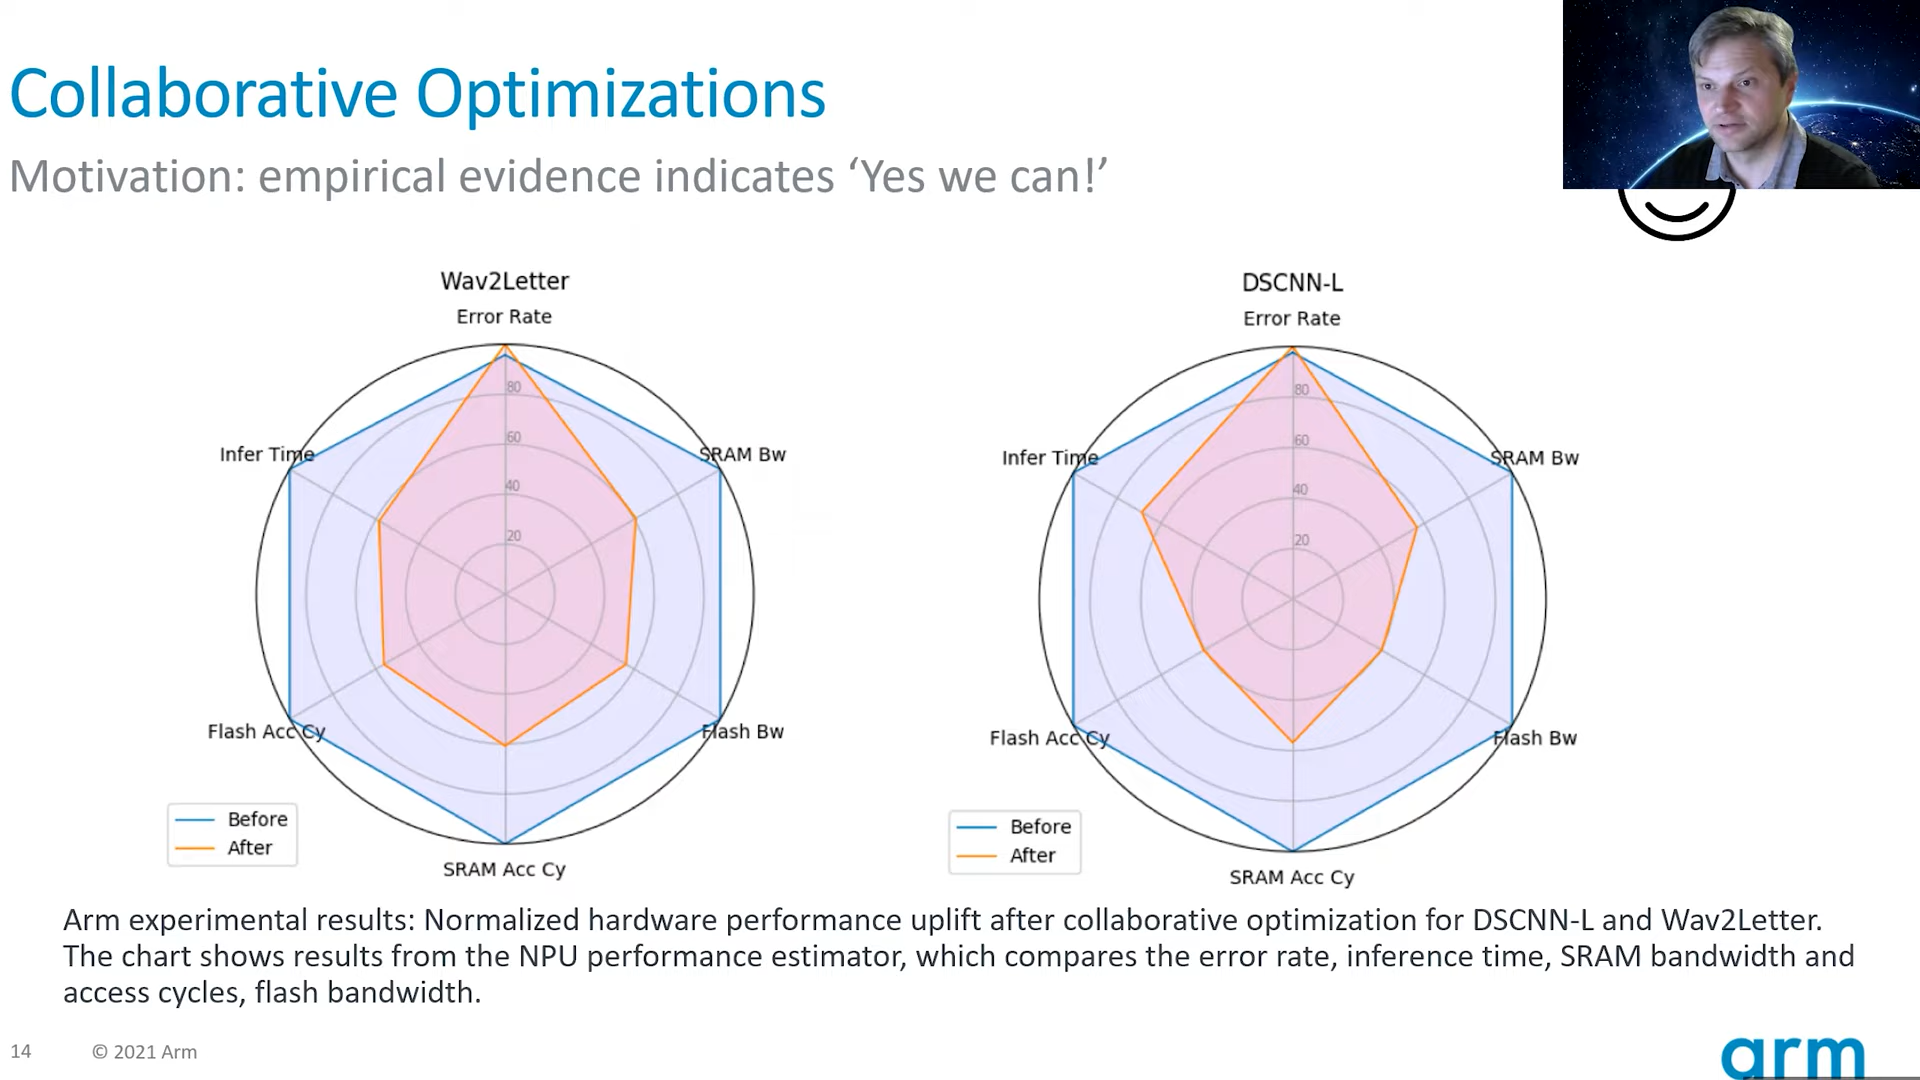 Collaborative Optimizations
Motivation: empirical evidence indicates ‘Yes we can!’
Wav2Letter
Error Rate
80
60
40
20
Infer Time
SRAM Bw
Flash Acc Cy
Flash Bw
SRAM Acc Cy
Before
After
DSCNN-L
Error Rate
80
60
40
20
Infer Time
SRAM Bw
Flash Acc Cy
Flash Bw
SRAM Acc Cy
Before
After
Arm experimental results: Normalized hardware performance uplift after collaborative optimization for DSCNN-L and Wav2Letter.
The chart shows results from the NPU performance estimator, which compares the error rate, inference time, SRAM bandwidth and
access cycles, flash bandwidth.
14
© 2021 Arm
arm